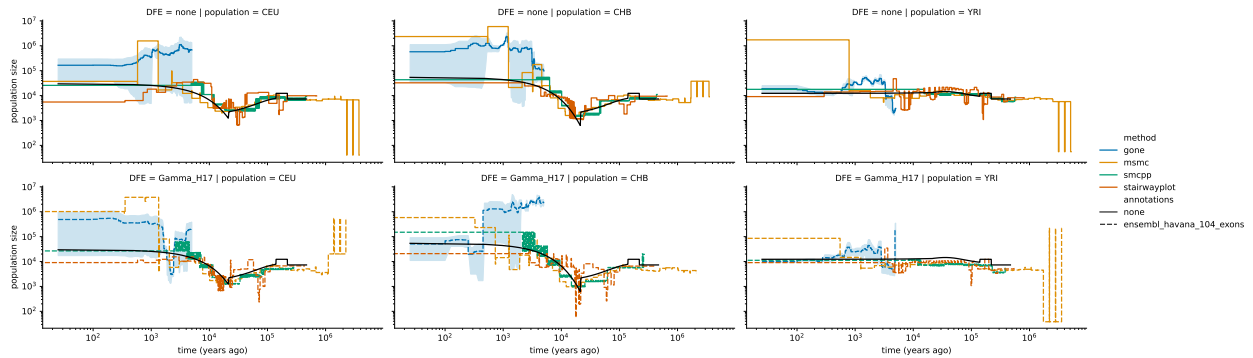 DFE = none | population = CEU
DFE = none | population = CHB
DFE = none | population = YRI
10^7
10^6
10^5
10^4
10^3
10^2
population size
DFE = Gamma_H17 | population = CEU
DFE = Gamma_H17 | population = CHB
DFE = Gamma_H17 | population = YRI
10^7
10^6
10^5
10^4
10^3
10^2
population size
10^2 10^3 10^4 10^5 10^6
10^2 10^3 10^4 10^5 10^6
10^2 10^3 10^4 10^5 10^6
time (years ago)
time (years ago)
time (years ago)
method
gone
msmc
smcpp
stairwayplot
annotations
none
ensembl_havana_104_exons